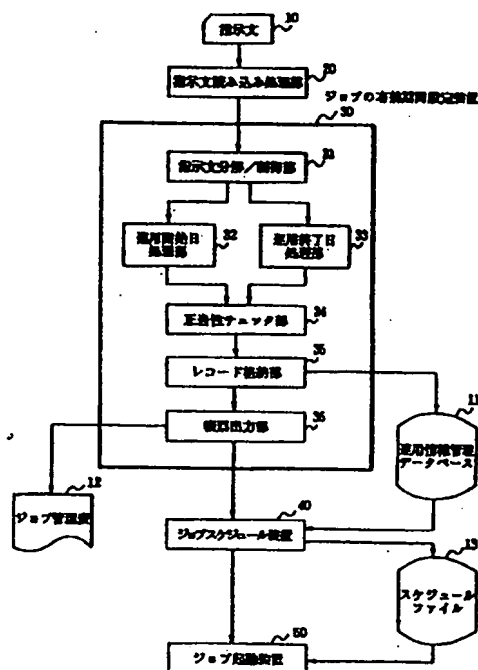 指示文
10
指示文読み込み処理部
20
ジョブの有効期間設定装置
30
指示文分解/制御部
31
運用開始日
処理部
32
運用終了日
処理部
33
正当性チェック部
34
レコード格納部
35
帳票出力部
36
11
運用情報管理
データベース
12
ジョブ管理表
40
ジョブスケジュール装置
13
スケジュール
ファイル
50
ジョブ起動装置